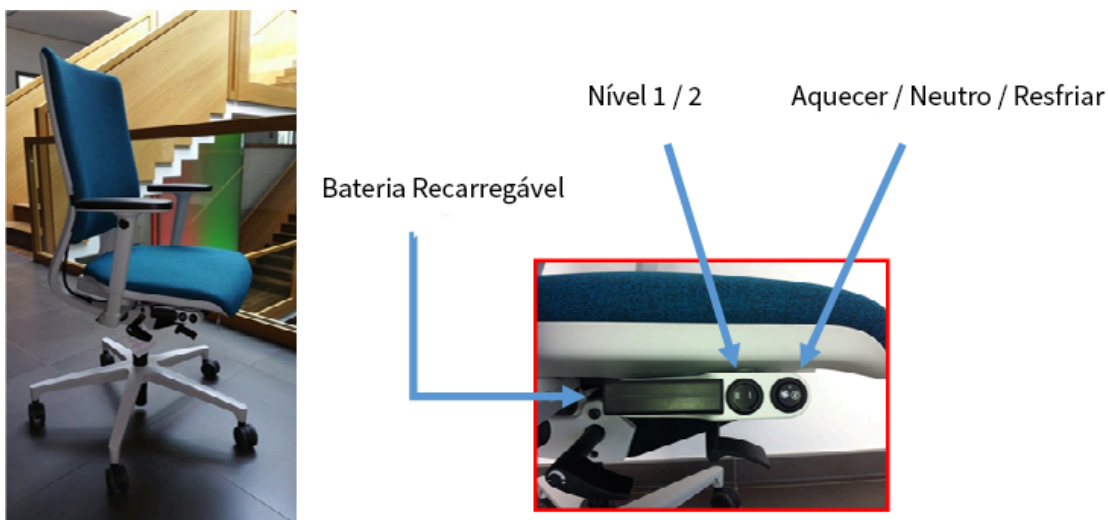 Nível 1 / 2
Aquecer / Neutro / Resfriar
Bateria Recarregável